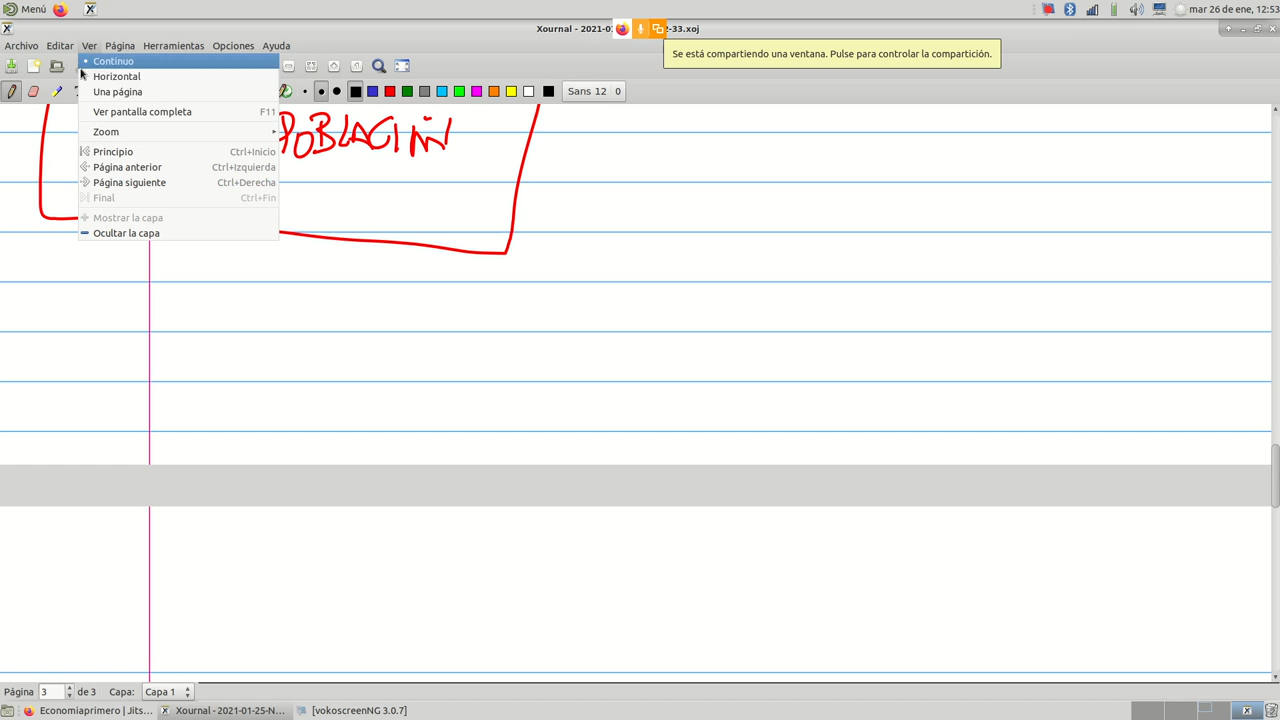 Menú
mar 26 de ene, 12:53
Xournal - 2021-01
2-33.xoj
Archivo Editar Ver Página Herramientas Opciones Ayuda
Se está compartiendo una ventana. Pulse para controlar la compartición.
Continuo
Horizontal
Una página
Ver pantalla completa F11
Zoom
Principio Ctrl+Inicio
Página anterior Ctrl+Izquierda
Página siguiente Ctrl+Derecha
Final Ctrl+Fin
Mostrar la capa
Ocultar la capa
Sans 12 0
Página 3 de 3 Capa: Capa 1
Economiaprimero | Jits... Xournal - 2021-01-25-N... [vokoscreenNG 3.0.7]